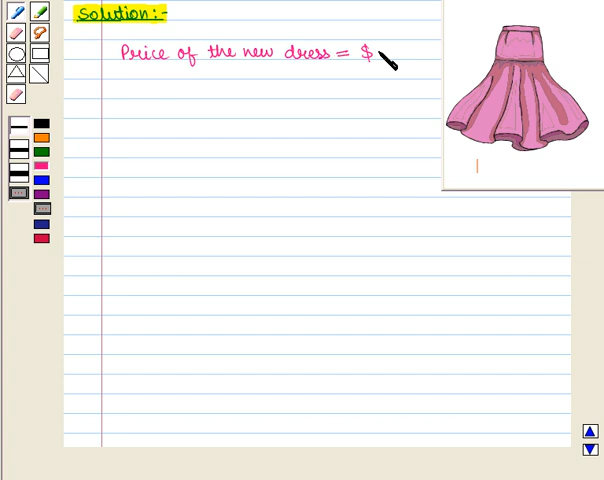 Solution:-
Price of the new dress = $